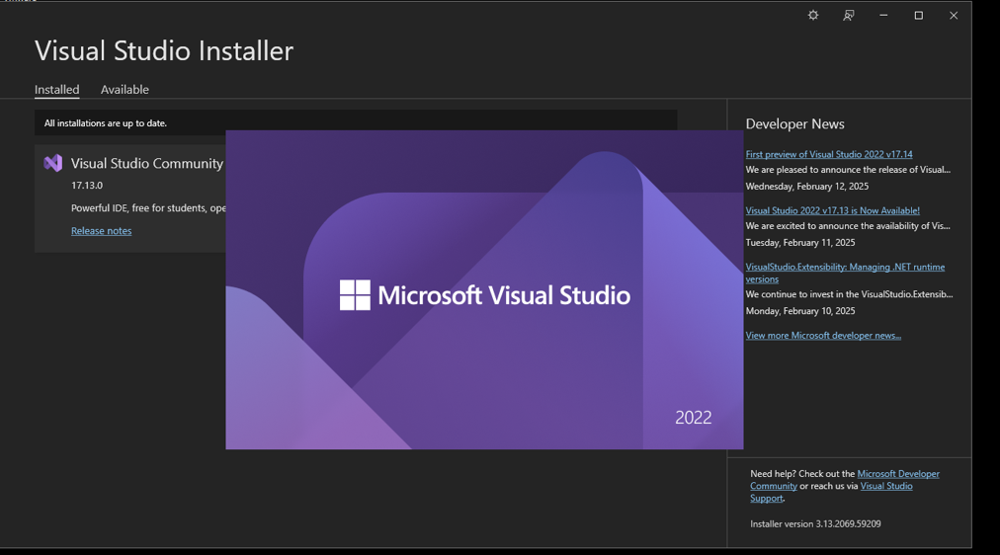 Visual Studio Installer
Installed
Available
All installations are up to date.
Visual Studio Community
17.13.0
Powerful IDE, free for students, ope
Release notes
Microsoft Visual Studio
2022
Developer News
First preview of Visual Studio 2022 v17.14
We are pleased to announce the release of Visual...
Wednesday, February 12, 2025
Visual Studio 2022 v17.13 is Now Available!
We are excited to announce the availability of Vis...
Tuesday, February 11, 2025
VisualStudio.Extensibility: Managing .NET runtime
versions
We continue to invest in the VisualStudio.Extensib...
Monday, February 10, 2025
View more Microsoft developer news...
Need help? Check out the Microsoft Developer
Community or reach us via Visual Studio
Support.
Installer version 3.13.2069.59209